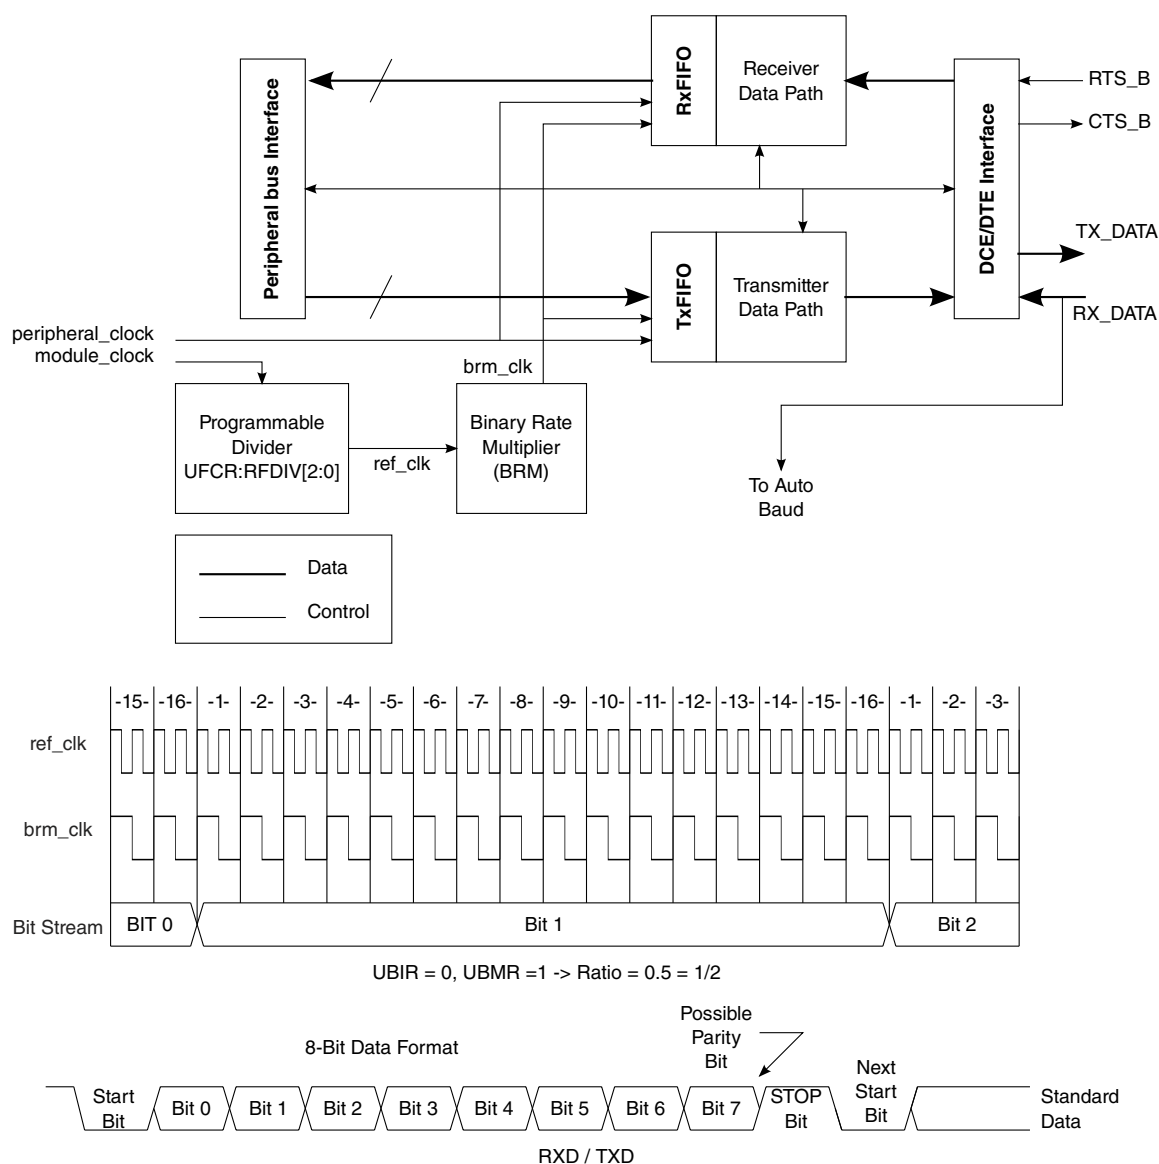 RxFIFO
Receiver
Data Path
Peripheral bus Interface
DCE/DTE Interface
RTS_B
CTS_B
TxFIFO
Transmitter
Data Path
TX_DATA
RX_DATA
peripheral_clock
module_clock
brm_clk
Programmable
Divider
UFCR:RFDIV[2:0]
ref_clk
Binary Rate
Multiplier
(BRM)
To Auto
Baud
Data
Control
-15- -16- -1- -2- -3- -4- -5- -6- -7- -8- -9- -10- -11- -12- -13- -14- -15- -16- -1- -2- -3-
ref_clk
brm_clk
Bit Stream BIT 0 Bit 1 Bit 2
UBIR = 0, UBMR =1 -> Ratio = 0.5 = 1/2
8-Bit Data Format
Possible
Parity
Bit
Start
Bit
Bit 0 Bit 1 Bit 2 Bit 3 Bit 4 Bit 5 Bit 6 Bit 7
STOP
Bit
Next
Start
Bit
Standard
Data
RXD / TXD